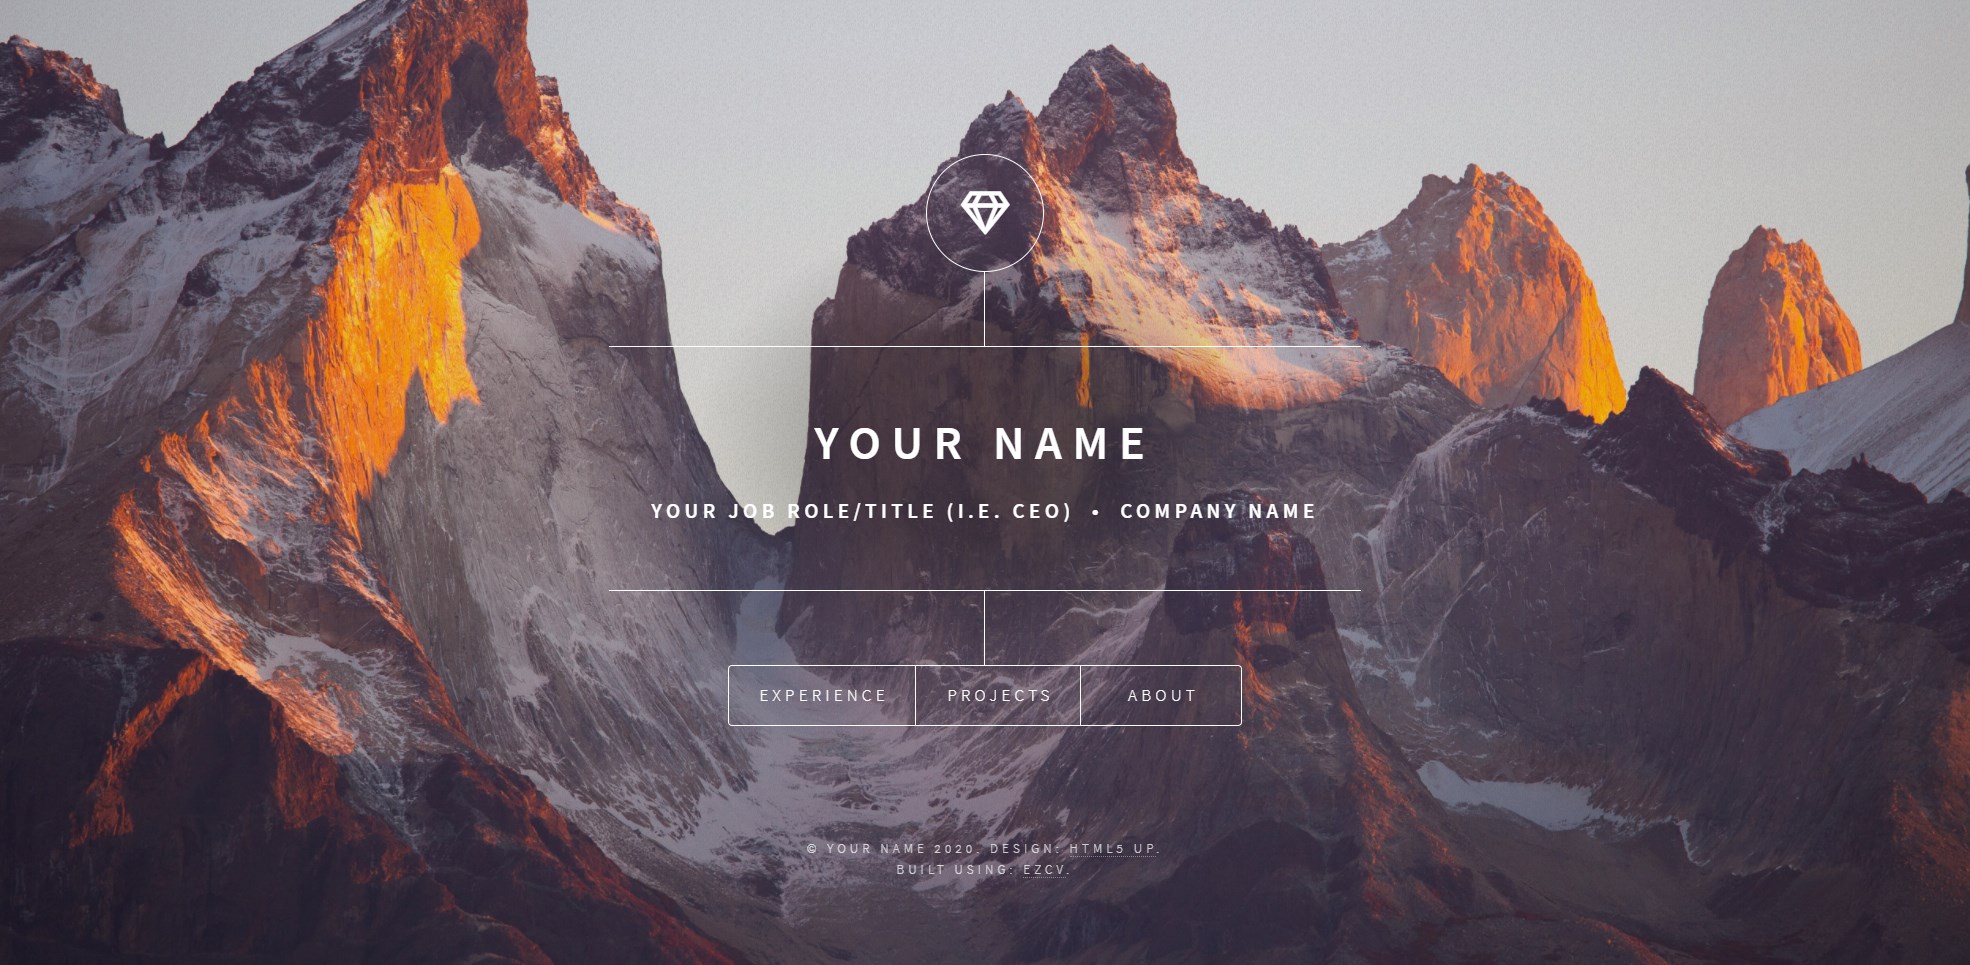 YOUR NAME
YOUR JOB ROLE/TITLE (I.E. CEO) • COMPANY NAME
EXPERIENCE PROJECTS ABOUT
© YOUR NAME 2020. DESIGN: HTML5 UP.
BUILT USING: EZCV.